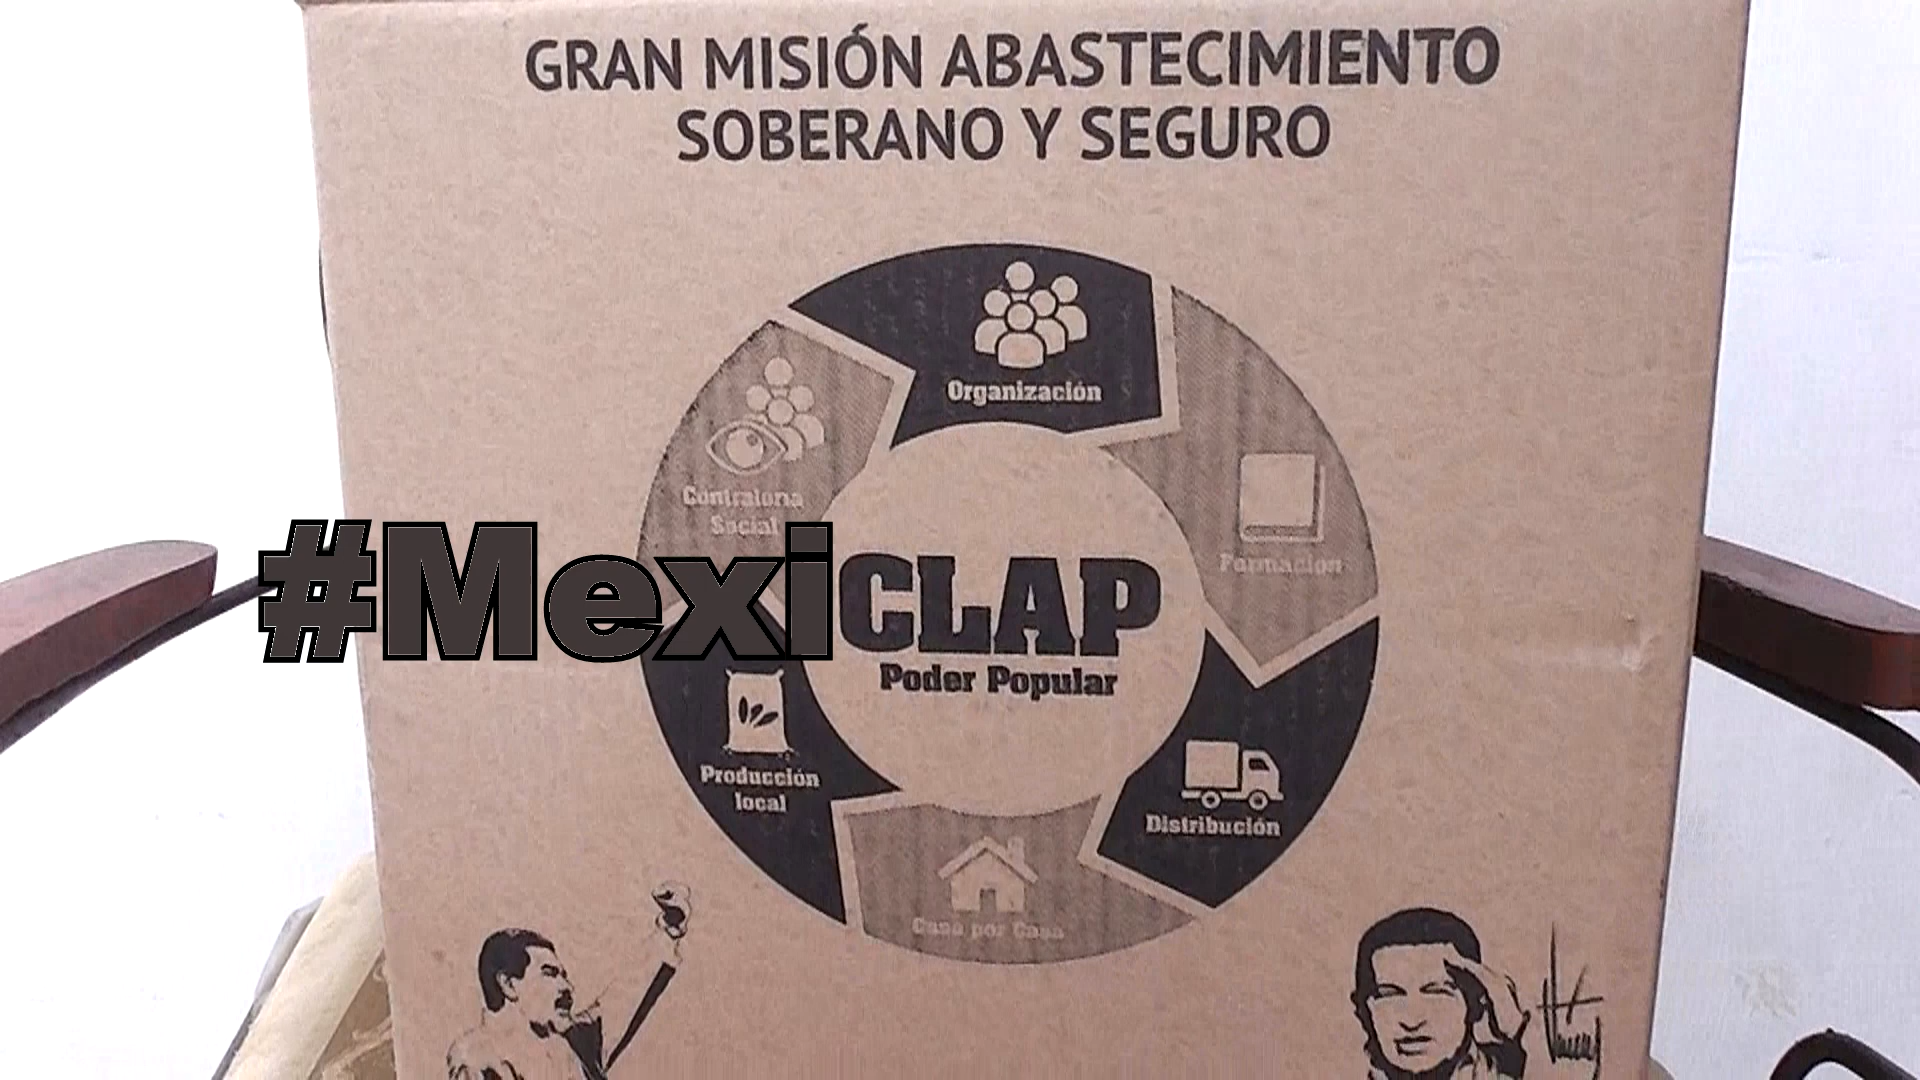 GRAN MISIÓN ABASTECIMIENTO
SOBERANO Y SEGURO
Organización
Contraloría
Social
Formación
#MexiCLAP
Poder Popular
Producción
local
Distribución
Casa por Casa